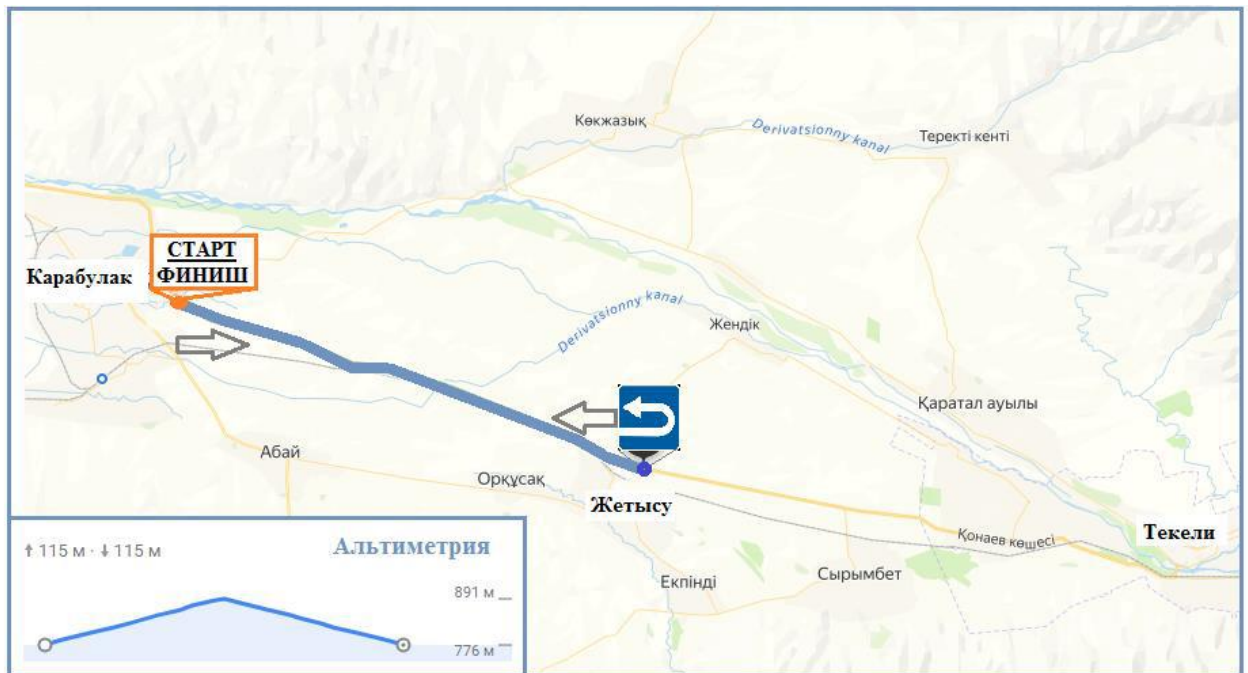 Көкжазық
Derivatsionny kanal
Теректі кенті
СТАРТ
ФИНИШ
Карабулак
Derivatsionny kanal
Жендік
Қаратал ауылы
Абай
Орқұсақ
Жетысу
Қонаев көшесі
Текели
Екпінді
Сырымбет
↑ 115 м · ↓ 115 м
Альтиметрия
891 м
776 м